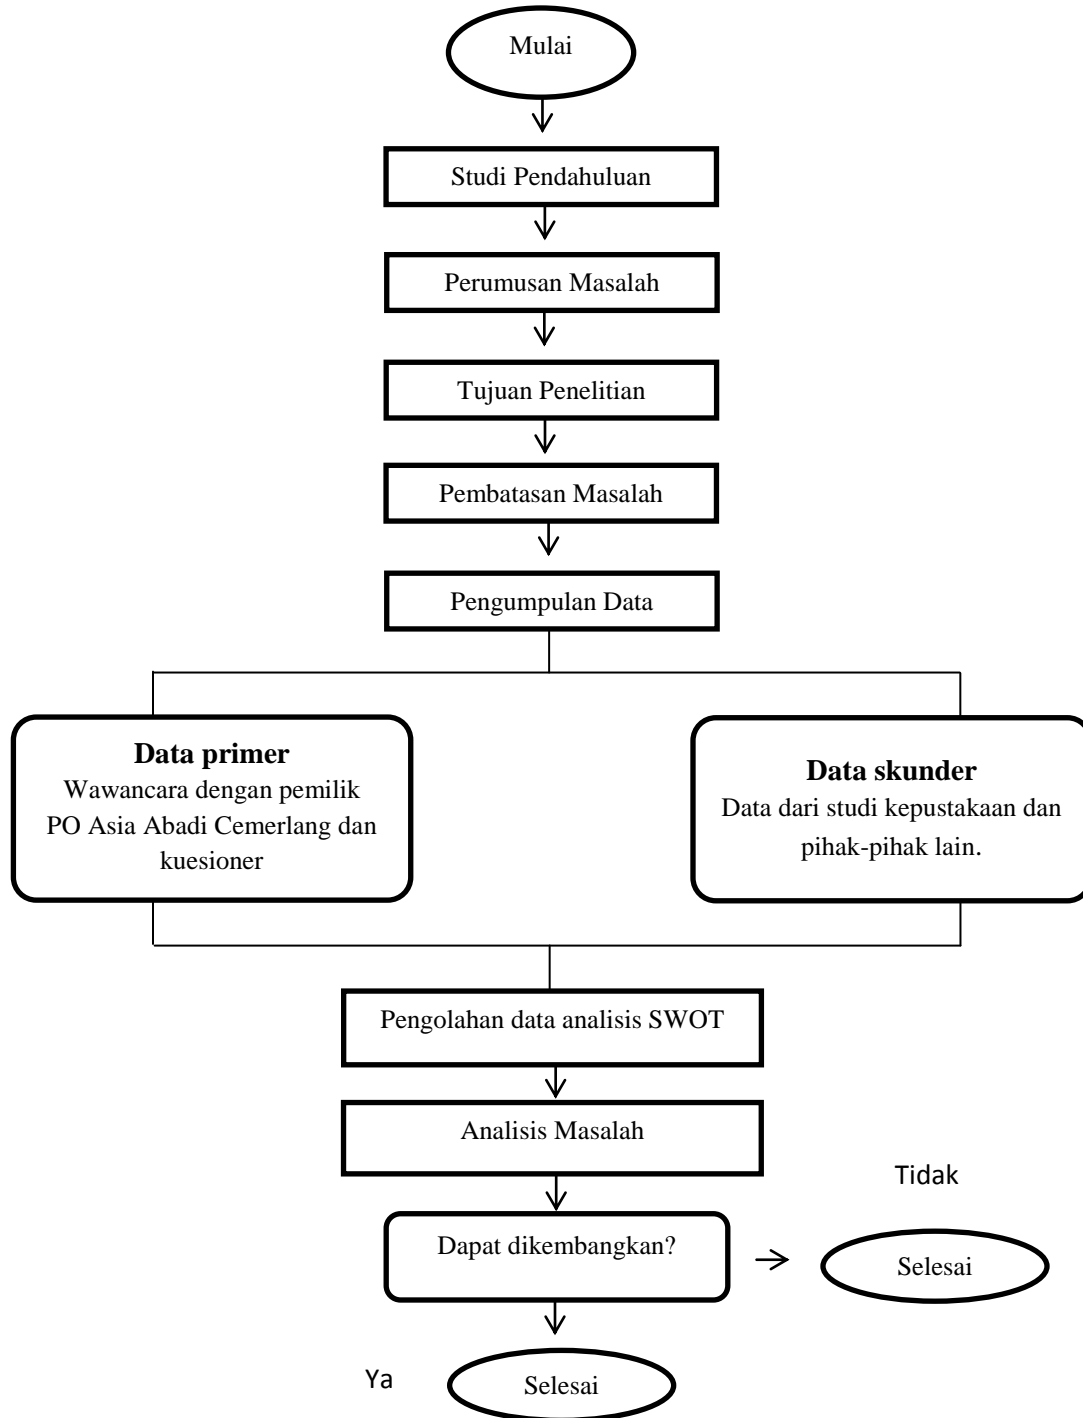 Mulai
Studi Pendahuluan
Perumusan Masalah
Tujuan Penelitian
Pembatasan Masalah
Pengumpulan Data
Data primer
Wawancara dengan pemilik
PO Asia Abadi Cemerlang dan
kuesioner
Data skunder
Data dari studi kepustakaan dan
pihak-pihak lain.
Pengolahan data analisis SWOT
Analisis Masalah
Dapat dikembangkan?
Tidak
Selesai
Ya
Selesai